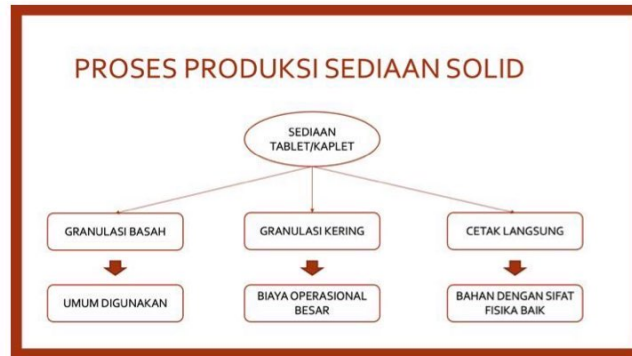 PROSES PRODUKSI SEDIAAN SOLID
SEDIAAN
TABLET/KAPLET
GRANULASI BASAH
GRANULASI KERING
CETAK LANGSUNG
UMUM DIGUNAKAN
BIAYA OPERASIONAL
BESAR
BAHAN DENGAN SIFAT
FISIKA BAIK